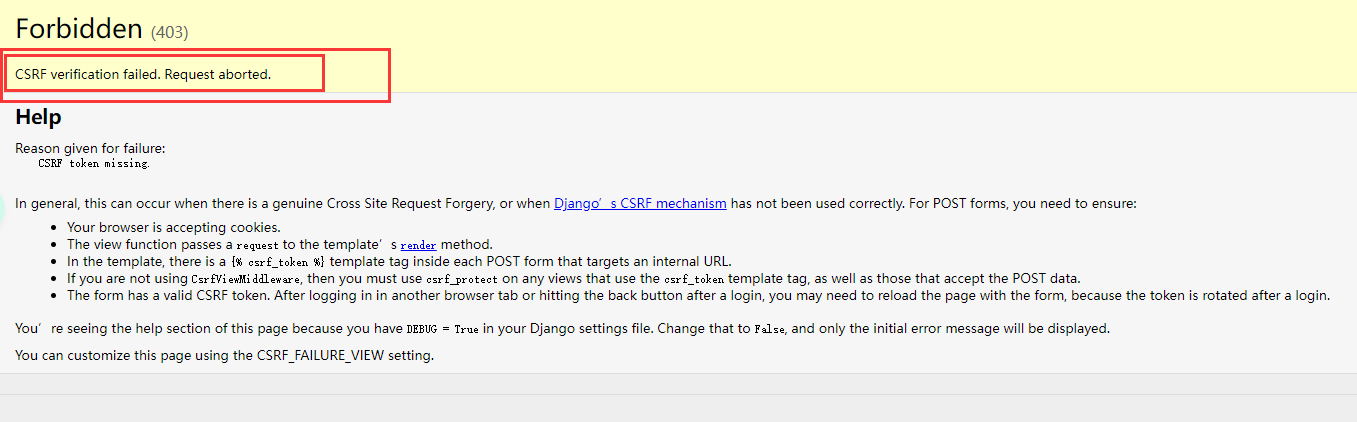 Forbidden (403)
CSRF verification failed. Request aborted.
Help
Reason given for failure:
CSRF token missing.
In general, this can occur when there is a genuine Cross Site Request Forgery, or when Django’s CSRF mechanism has not been used correctly. For POST forms, you need to ensure:
• Your browser is accepting cookies.
• The view function passes a request to the template’s render method.
• In the template, there is a {% csrf_token %} template tag inside each POST form that targets an internal URL.
• If you are not using CsrfViewMiddleware, then you must use csrf_protect on any views that use the csrf_token template tag, as well as those that accept the POST data.
• The form has a valid CSRF token. After logging in in another browser tab or hitting the back button after a login, you may need to reload the page with the form, because the token is rotated after a login.
You’re seeing the help section of this page because you have DEBUG = True in your Django settings file. Change that to False, and only the initial error message will be displayed.
You can customize this page using the CSRF_FAILURE_VIEW setting.